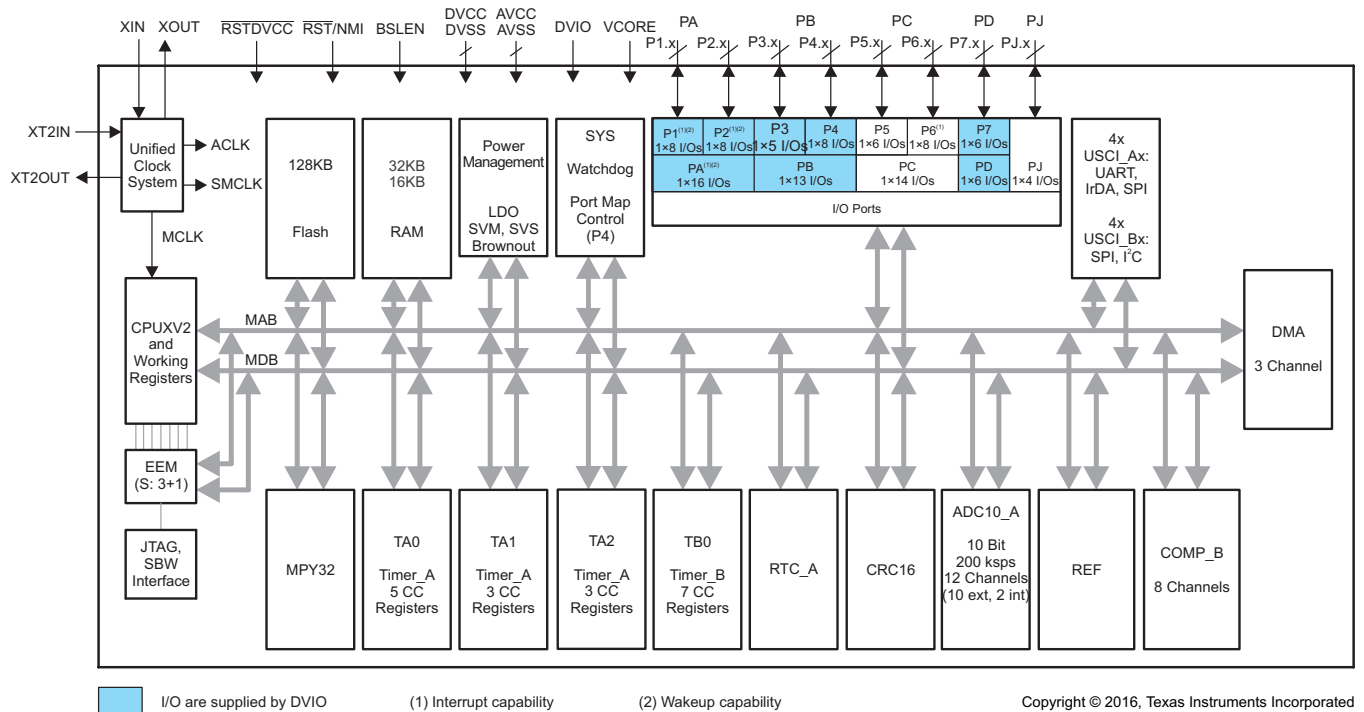 XIN XOUT RSTDVCC RST/NMI BSLEN DVCC DVSS AVCC AVSS DVIO VCORE
PA PB PC PD
P1.x P2.x P3.x P4.x P5.x P6.x P7.x PJ.x
XT2IN
XT2OUT
Unified
Clock
System
ACLK
SMCLK
MCLK
128KB
Flash
32KB
16KB
RAM
Power
Management
LDO
SVM, SVS
Brownout
SYS
Watchdog
Port Map
Control
(P4)
P1(1)(2)
1×8 I/Os
P2(1)(2)
1×8 I/Os
P3
1×5 I/Os
P4
1×8 I/Os
P5
1×6 I/Os
P6(1)
1×8 I/Os
P7
1×6 I/Os
PA(1)(2)
1×16 I/Os
PB
1×13 I/Os
PC
1×14 I/Os
PD
1×6 I/Os
PJ
1×4 I/Os
I/O Ports
4x
USCI_Ax:
UART,
IrDA, SPI
4x
USCI_Bx:
SPI, I²C
CPUXV2
and
Working
Registers
MAB
MDB
DMA
3 Channel
EEM
(S: 3+1)
JTAG,
SBW
Interface
MPY32
TA0
Timer_A
5 CC
Registers
TA1
Timer_A
3 CC
Registers
TA2
Timer_A
3 CC
Registers
TB0
Timer_B
7 CC
Registers
RTC_A
CRC16
ADC10_A
10 Bit
200 ksps
12 Channels
(10 ext, 2 int)
REF
COMP_B
8 Channels
I/O are supplied by DVIO (1) Interrupt capability (2) Wakeup capability Copyright © 2016, Texas Instruments Incorporated